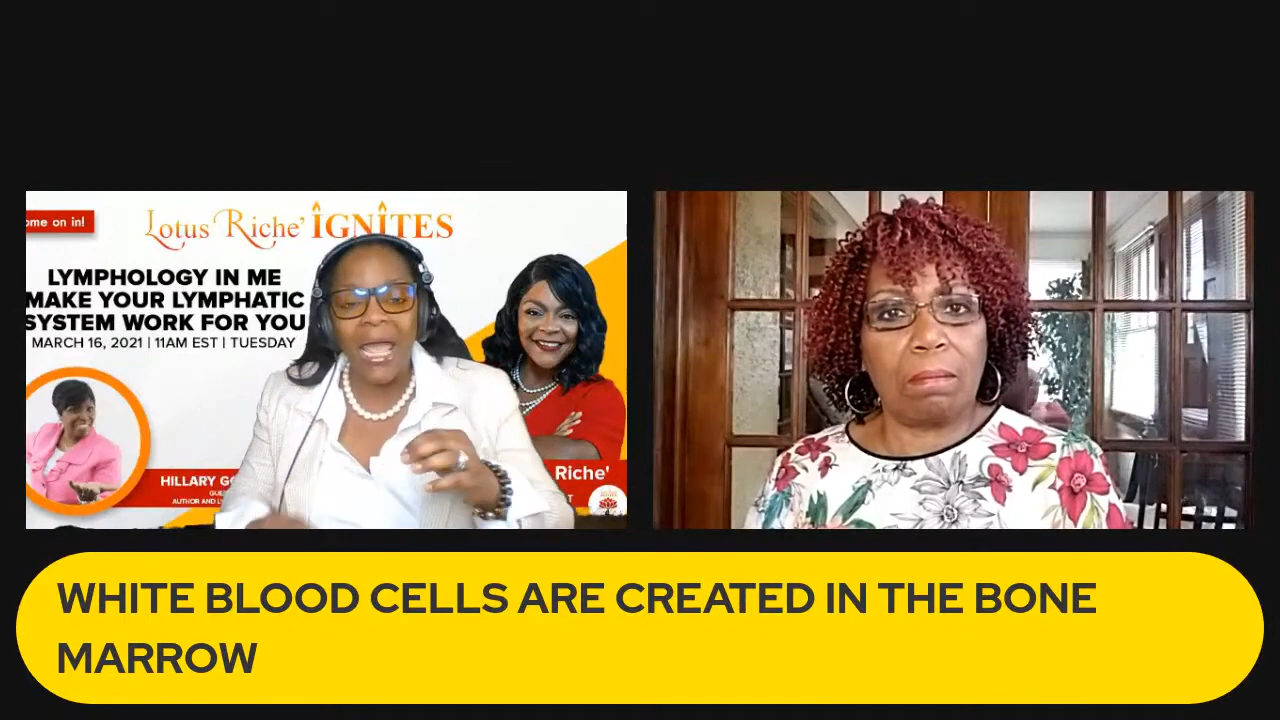 ome on in!
Lotus Riche' IGNITES
LYMPHOLOGY IN ME
MAKE YOUR LYMPHATIC
SYSTEM WORK FOR YOU
MARCH 16, 2021 | 11AM EST | TUESDAY
HILLARY
Riche'
AUTHOR AND
WHITE BLOOD CELLS ARE CREATED IN THE BONE
MARROW